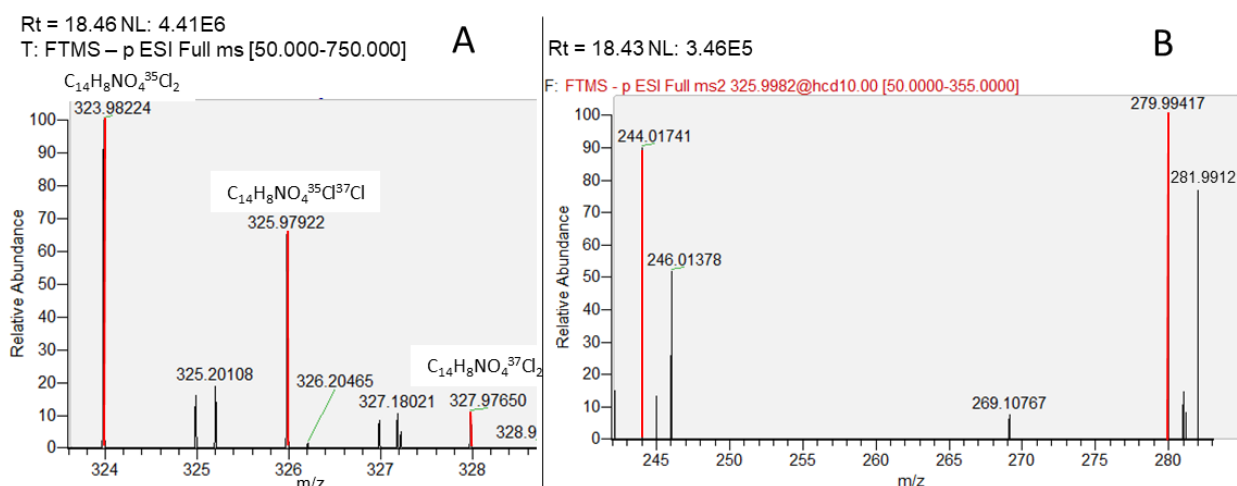 Rt = 18.46 NL: 4.41E6
T: FTMS – p ESI Full ms [50.000-750.000]
A
C₁₄H₈NO₄³⁵Cl₂
323.98224
C₁₄H₈NO₄³⁵Cl³⁷Cl
325.97922
325.20108
326.20465
327.18021
C₁₄H₈NO₄³⁷Cl₂
327.97650
328.9
Relative Abundance
100
90
80
70
60
50
40
30
20
10
0
324 325 326 327 328
m/z
Rt = 18.43 NL: 3.46E5
B
F: FTMS - p ESI Full ms2 325.9982@hcd10.00 [50.0000-355.0000]
279.99417
244.01741
281.9912
246.01378
269.10767
Relative Abundance
100
90
80
70
60
50
40
30
20
10
0
245 250 255 260 265 270 275 280
m/z